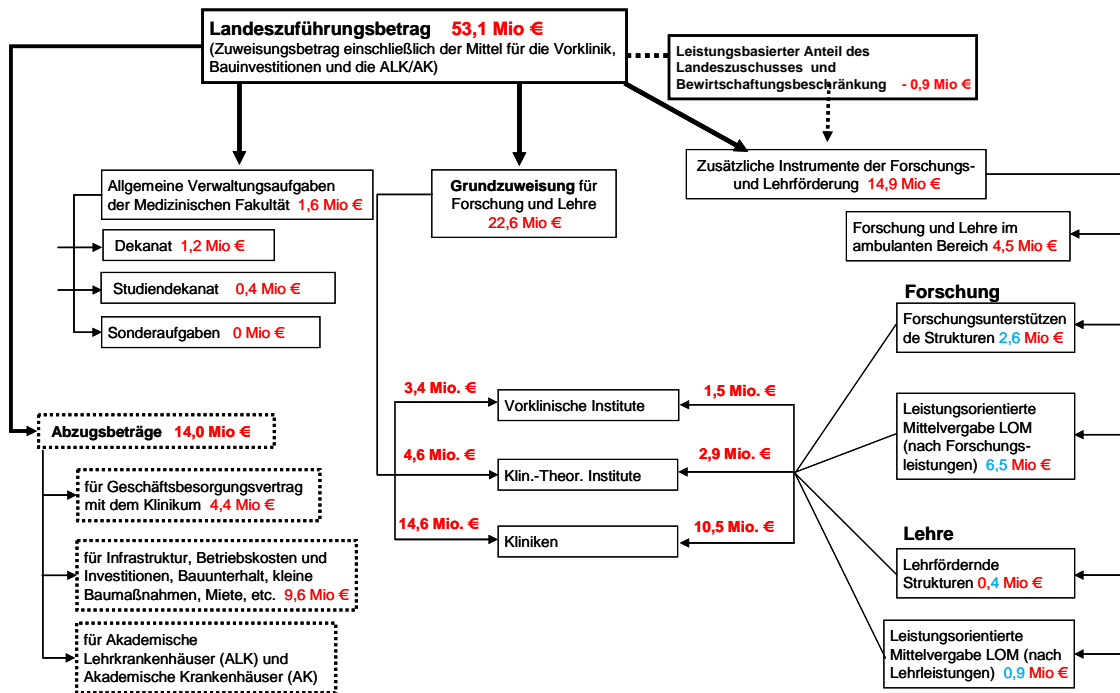 Landeszuführungsbetrag 53,1 Mio €
(Zuweisungsbetrag einschließlich der Mittel für die Vorklinik,
Bauinvestitionen und die ALK/AK)
Leistungsbasierter Anteil des
Landeszuschusses und
Bewirtschaftungsbeschränkung - 0,9 Mio €
Allgemeine Verwaltungsaufgaben
der Medizinischen Fakultät 1,6 Mio €
Grundzuweisung für
Forschung und Lehre
22,6 Mio €
Zusätzliche Instrumente der Forschungs-
und Lehrförderung 14,9 Mio €
Dekanat 1,2 Mio €
Studiendekanat 0,4 Mio €
Sonderaufgaben 0 Mio €
Forschung und Lehre im
ambulanten Bereich 4,5 Mio €
Forschung
Forschungsunterstützen
de Strukturen 2,6 Mio €
Abzugsbeträge 14,0 Mio €
für Geschäftsbesorgungsvertrag
mit dem Klinikum 4,4 Mio €
für Infrastruktur, Betriebskosten und
Investitionen, Bauunterhalt, kleine
Baumaßnahmen, Miete, etc. 9,6 Mio €
für Akademische
Lehrkrankenhäuser (ALK) und
Akademische Krankenhäuser (AK)
3,4 Mio. €
Vorklinische Institute
1,5 Mio. €
4,6 Mio. €
Klin.-Theor. Institute
2,9 Mio. €
14,6 Mio. €
Kliniken
10,5 Mio. €
Leistungsorientierte
Mittelvergabe LOM
(nach Forschungs-
leistungen) 6,5 Mio €
Lehre
Lehrfördernde
Strukturen 0,4 Mio €
Leistungsorientierte
Mittelvergabe LOM (nach
Lehrleistungen) 0,9 Mio €